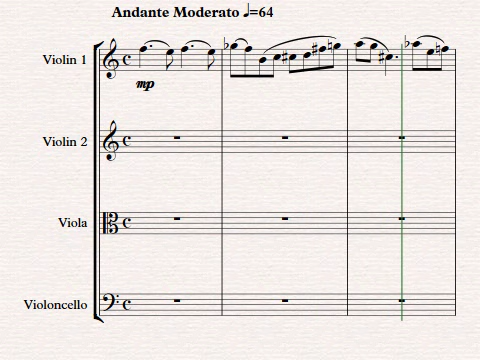 Andante Moderato ♩=64
Violin 1
mp
Violin 2
Viola
Violoncello